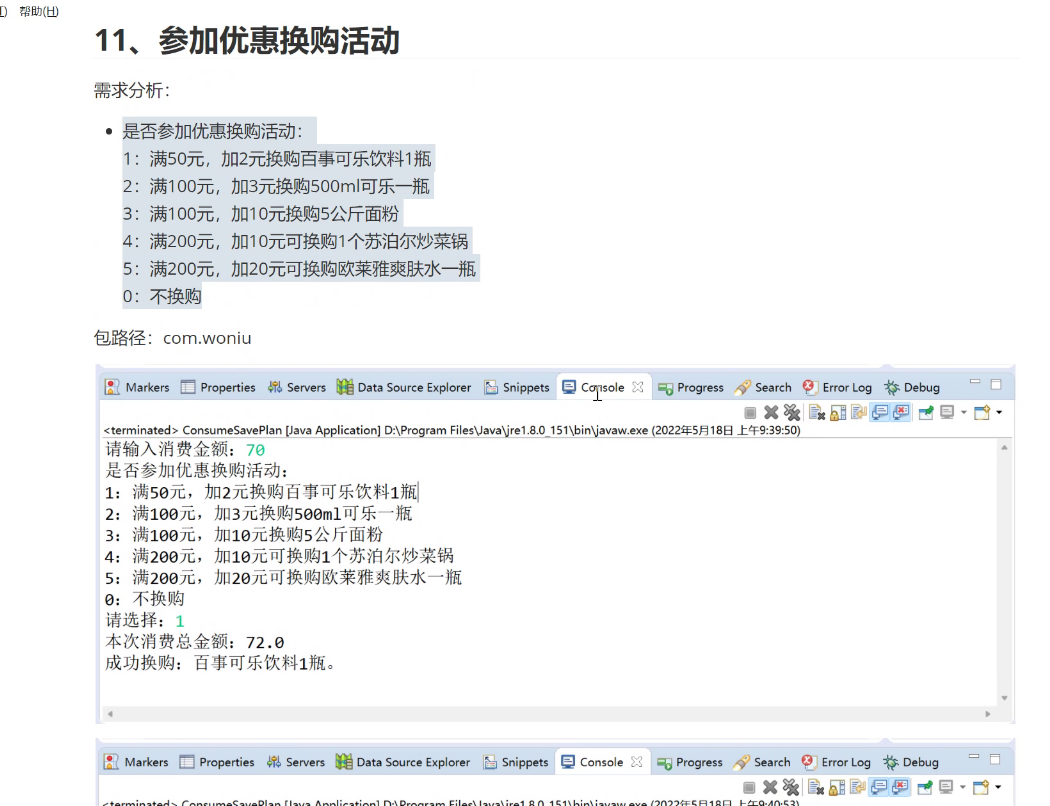 帮助(H)
11、参加优惠换购活动
需求分析：
是否参加优惠换购活动：
1：满50元，加2元换购百事可乐饮料1瓶
2：满100元，加3元换购500ml可乐一瓶
3：满100元，加10元换购5公斤面粉
4：满200元，加10元可换购1个苏泊尔炒菜锅
5：满200元，加20元可换购欧莱雅爽肤水一瓶
0：不换购
包路径：com.woniu
Markers Properties Servers Data Source Explorer Snippets Console Progress Search Error Log Debug
<terminated> ConsumeSavePlan [Java Application] D:\Program Files\Java\jre1.8.0_151\bin\javaw.exe (2022年5月18日 上午9:39:50)
请输入消费金额：70
是否参加优惠换购活动：
1：满50元，加2元换购百事可乐饮料1瓶
2：满100元，加3元换购500ml可乐一瓶
3：满100元，加10元换购5公斤面粉
4：满200元，加10元可换购1个苏泊尔炒菜锅
5：满200元，加20元可换购欧莱雅爽肤水一瓶
0：不换购
请选择：1
本次消费总金额：72.0
成功换购：百事可乐饮料1瓶。
Markers Properties Servers Data Source Explorer Snippets Console Progress Search Error Log Debug
<terminated> ConsumeSavePlan [Java Application] D:\Program Files\Java\jre1.8.0_151\bin\javaw.exe (2022年5月18日 上午9:40:53)